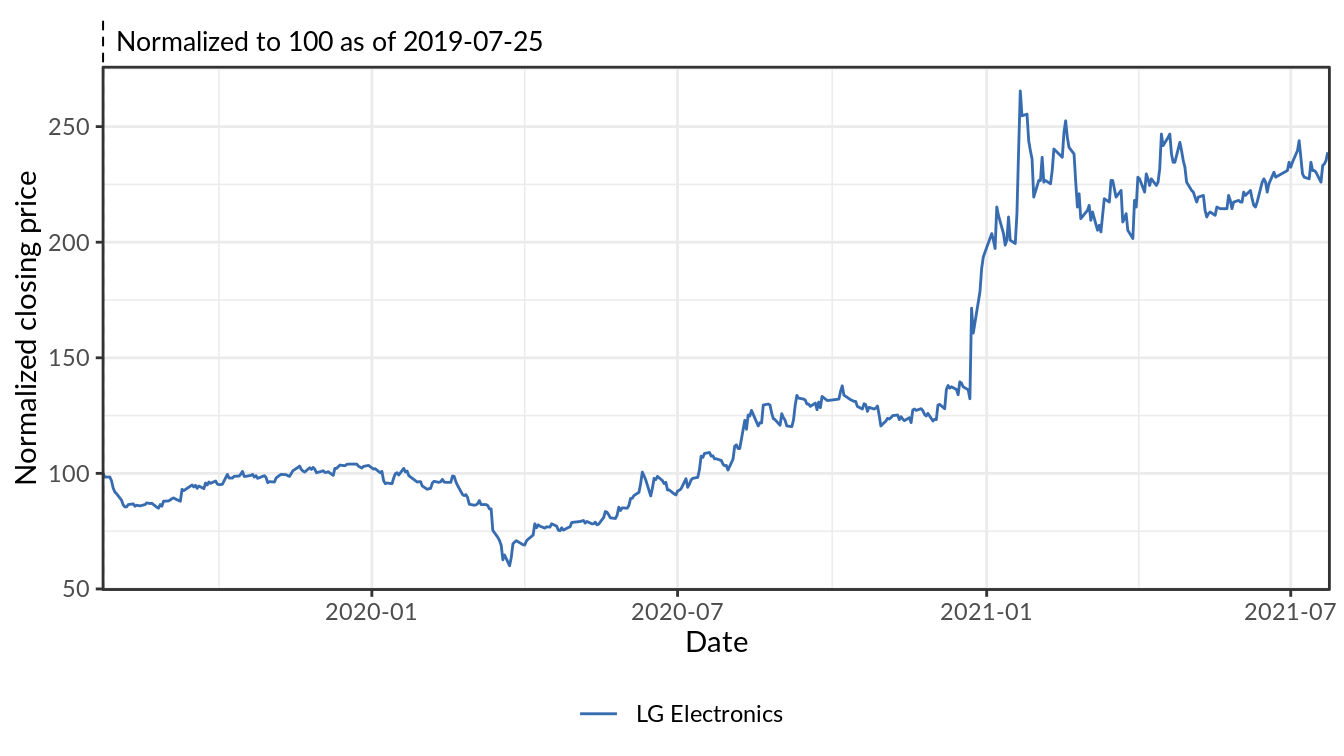 Normalized to 100 as of 2019-07-25
Normalized closing price
250
200
150
100
50
2020-01
2020-07
2021-01
2021-07
Date
LG Electronics